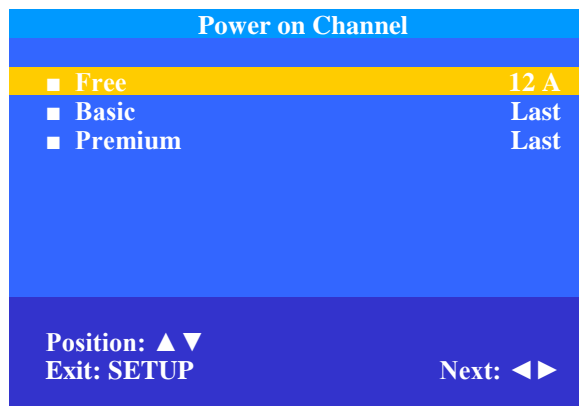 Power on Channel
■ Free 12 A
■ Basic Last
■ Premium Last
Position: ▲▼
Exit: SETUP Next: ◄►